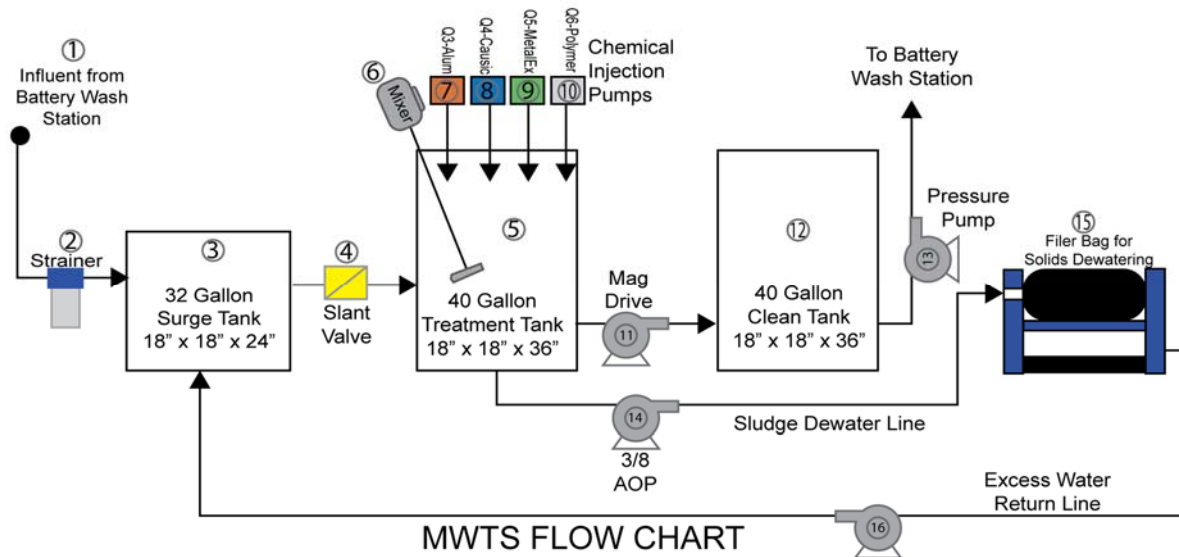 ①
Influent from
Battery Wash
Station
②
Strainer
③
32 Gallon
Surge Tank
18” x 18” x 24”
④
Slant
Valve
⑥
Mixer
Q3-Alum
Q4-Causic
Q5-MetalEx
Q6-Polymer
⑦
⑧
⑨
⑩
Chemical
Injection
Pumps
⑤
40 Gallon
Treatment Tank
18” x 18” x 36”
Mag
Drive
⑪
⑫
40 Gallon
Clean Tank
18” x 18” x 36”
To Battery
Wash Station
Pressure
Pump
⑬
⑮
Filer Bag for
Solids Dewatering
⑭
3/8
AOP
Sludge Dewater Line
Excess Water
Return Line
⑯
MWTS FLOW CHART